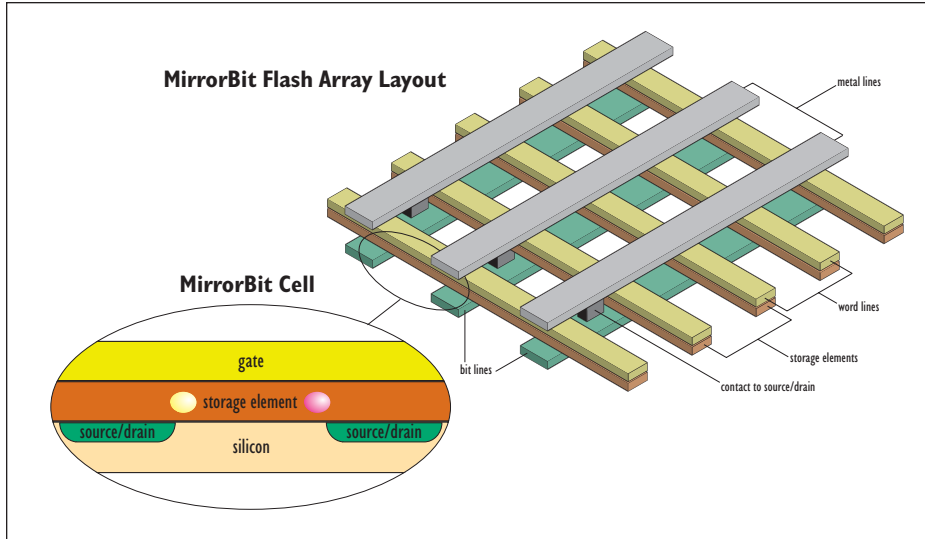 MirrorBit Flash Array Layout
metal lines
MirrorBit Cell
word lines
bit lines
storage elements
contact to source/drain
gate
storage element
source/drain
source/drain
silicon